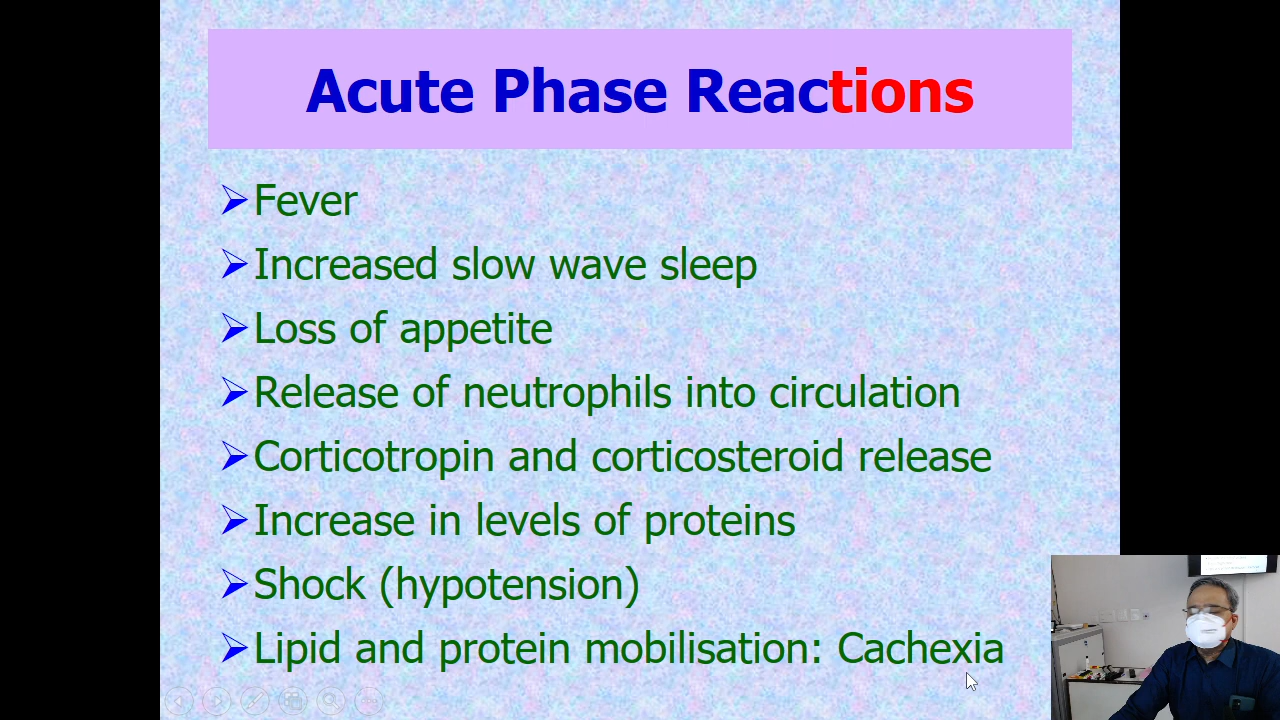 Acute Phase Reactions
Fever
Increased slow wave sleep
Loss of appetite
Release of neutrophils into circulation
Corticotropin and corticosteroid release
Increase in levels of proteins
Shock (hypotension)
Lipid and protein mobilisation: Cachexia